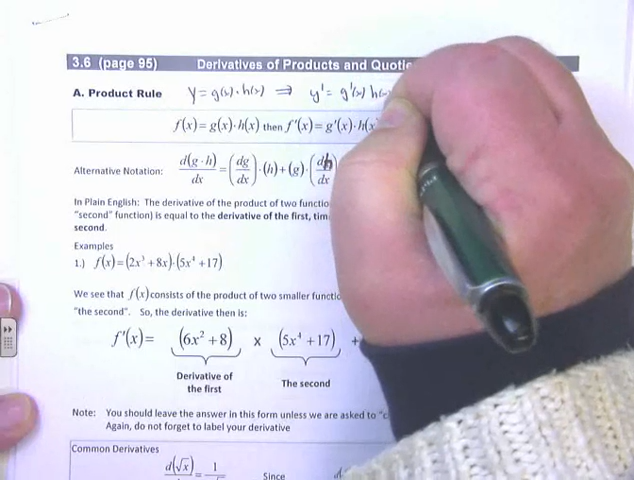 3.6 (page 95) Derivatives of Products and
A. Product Rule y = g(x) · h(x) ⇒ y' = g'(x) h(
f(x) = g(x)·h(x) then f'(x) = g'(x)·h(x
Alternative Notation: d(g·h)/dx = (dg/dx)·(h)+(g)·(dh/dx)
In Plain English: The derivative of the product of two
"second" function) is equal to the derivative of the first,
second.
Examples
1.) f(x) = (2x³ + 8x)·(5x⁴ + 17)
We see that f(x) consists of the product of two smaller
"the second". So, the derivative then is:
f'(x) = (6x² + 8) x (5x⁴ + 17) +
Derivative of
the first
The second
Note: You should leave the answer in this form unless we are asked to
Again, do not forget to label your derivative
Common Derivatives
d(√x) = 1
Since